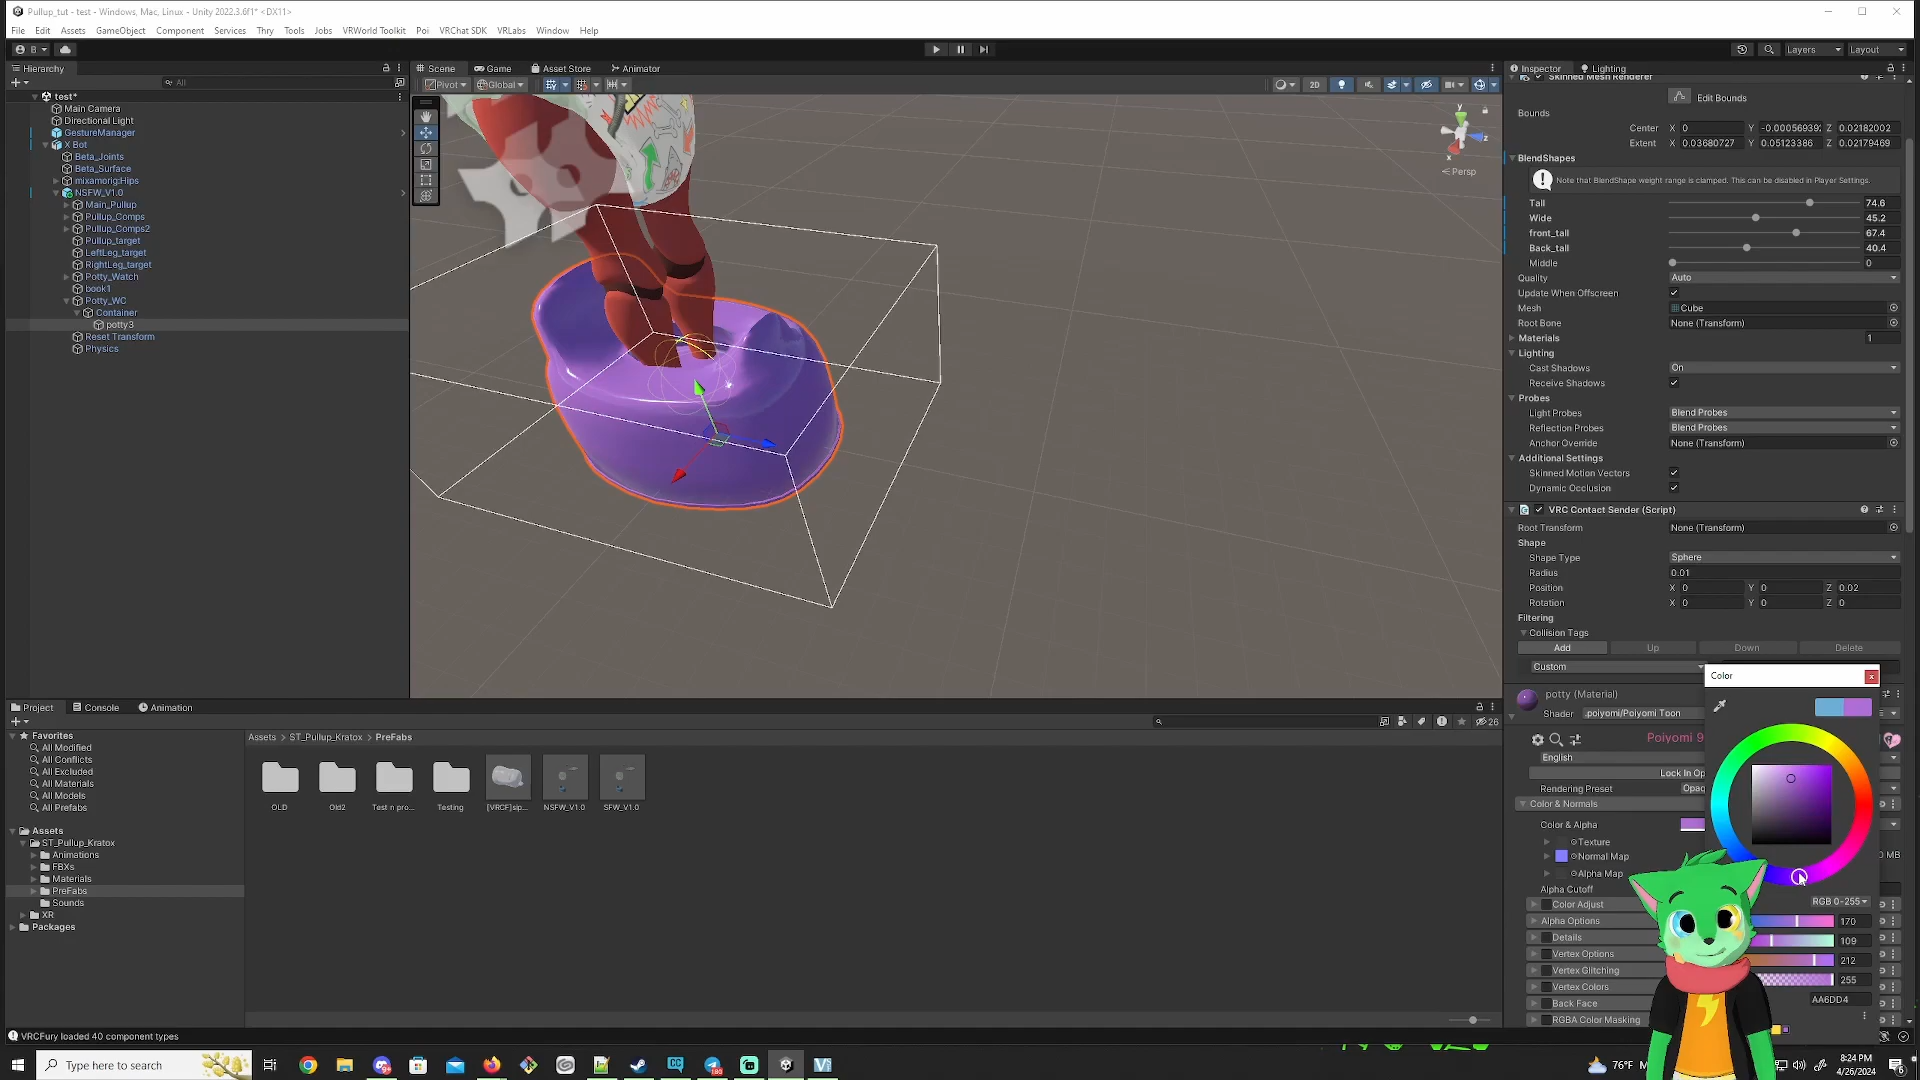 Pullup_tut - test - Windows, Mac, Linux - Unity 2022.3.6f1* <DX11>
File Edit Assets GameObject Component Services Thry Tools Jobs VRWorld Toolkit Poi VRChat SDK VRLabs Window Help
B Layers Layout
Hierarchy
All
test*
Main Camera
Directional Light
GestureManager
X Bot
Beta_Joints
Beta_Surface
mixamorig:Hips
NSFW_V1.0
Main_Pullup
Pullup_Comps
Pullup_Comps2
Pullup_target
LeftLeg_target
RightLeg_target
Potty_Watch
book1
Potty_WC
Container
potty3
Reset Transform
Physics
Scene Game Asset Store Animator
Pivot Global 2D
y
z
x
Persp
Inspector Lighting
Skinned Mesh Renderer
Edit Bounds
Bounds
Center X 0 Y -0.000569392 Z 0.02182002
Extent X 0.03680727 Y 0.05123386 Z 0.02179469
BlendShapes
Note that BlendShape weight range is clamped. This can be disabled in Player Settings.
Tall 74.6
Wide 45.2
front_tall 67.4
Back_tall 40.4
Middle 0
Quality Auto
Update When Offscreen
Mesh Cube
Root Bone None (Transform)
Materials 1
Lighting
Cast Shadows On
Receive Shadows
Probes
Light Probes Blend Probes
Reflection Probes Blend Probes
Anchor Override None (Transform)
Additional Settings
Skinned Motion Vectors
Dynamic Occlusion
VRC Contact Sender (Script)
Root Transform None (Transform)
Shape
Shape Type Sphere
Radius 0.01
Position X 0 Y 0 Z 0.02
Rotation X 0 Y 0 Z 0
Filtering
Collision Tags
Add Up Down Delete
Custom
potty (Material)
Shader .poiyomi/Poiyomi Toon
Poiyomi 9
English
Lock In Op
Rendering Preset Opaq
Color & Normals
Color & Alpha
Texture
Normal Map
0 MB
Alpha Map
Alpha Cutoff
Color Adjust
Alpha Options
Details
Vertex Options
Vertex Glitching
Vertex Colors
Back Face
RGBA Color Masking
Color
RGB 0-255
170
109
212
255
AA6DD4
Project Console Animation
26
Favorites
All Modified
All Conflicts
All Excluded
All Materials
All Models
All Prefabs
Assets
ST_Pullup_Kratox
Animations
FBXs
Materials
PreFabs
Sounds
XR
Packages
Assets > ST_Pullup_Kratox > PreFabs
OLD Old2 Test n pro... Testing [VRCF]sip... NSFW_V1.0 SFW_V1.0
VRCFury loaded 40 component types
Type here to search
76°F M
8:24 PM
4/26/2024
6